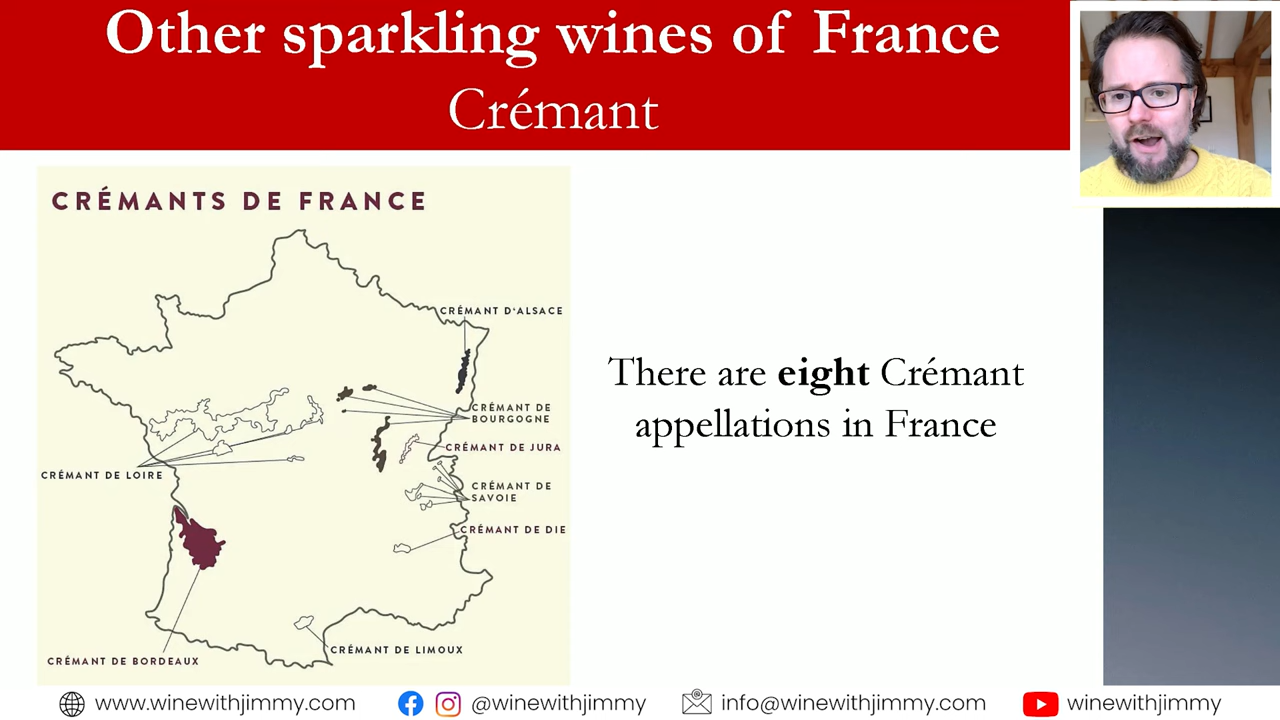 Other sparkling wines of France
Crémant
CRÉMANTS DE FRANCE
CRÉMANT D'ALSACE
CRÉMANT DE
BOURGOGNE
CRÉMANT DE JURA
CRÉMANT DE LOIRE
CRÉMANT DE
SAVOIE
CRÉMANT DE DIE
CRÉMANT DE LIMOUX
CRÉMANT DE BORDEAUX
There are eight Crémant
appellations in France
www.winewithjimmy.com
@winewithjimmy
info@winewithjimmy.com
winewithjimmy